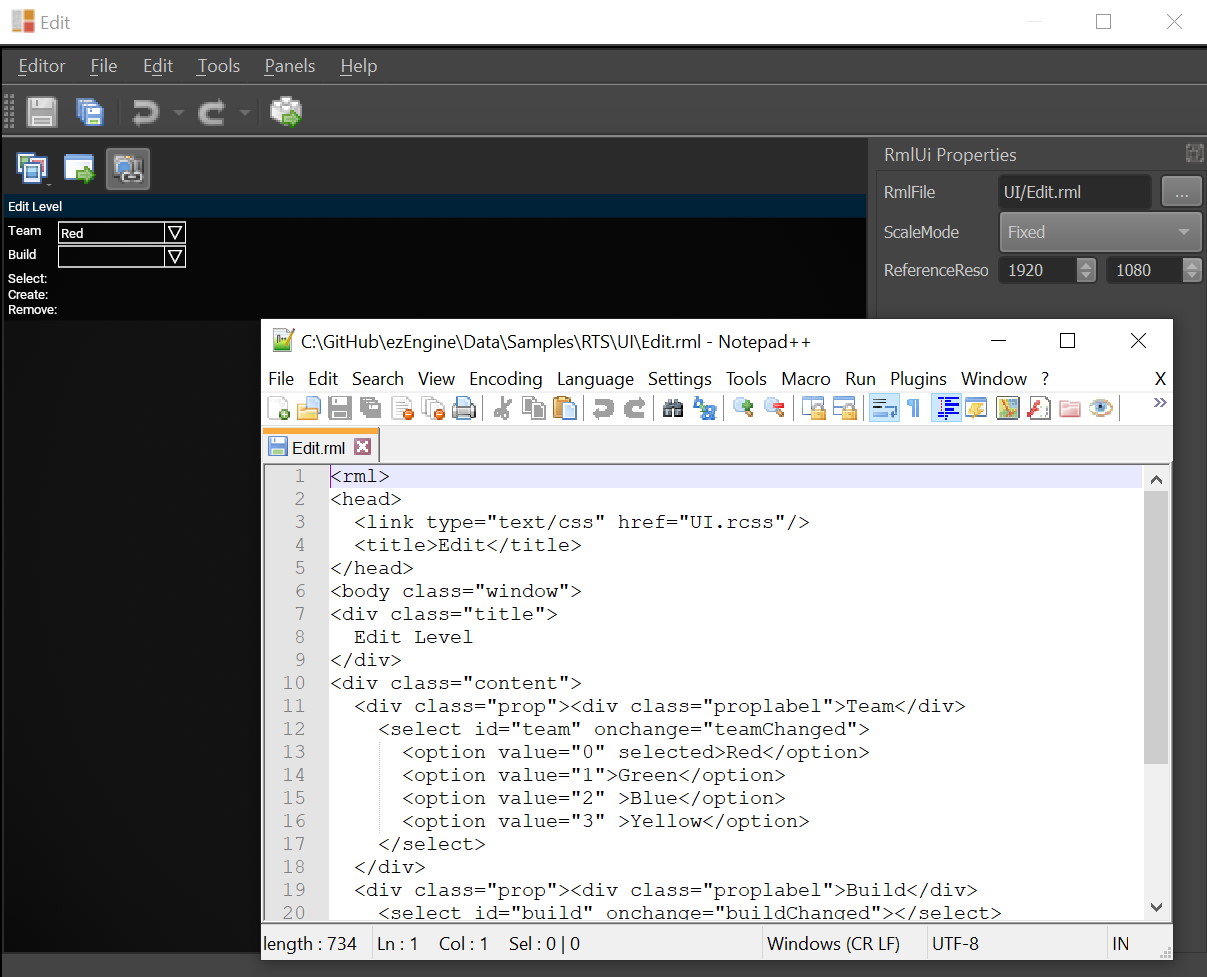 Edit
Editor File Edit Tools Panels Help
RmlUi Properties
RmlFile UI/Edit.rml ...
ScaleMode Fixed
ReferenceReso 1920 1080
Edit Level
Team Red
Build
Select:
Create:
Remove:
C:\GitHub\ezEngine\Data\Samples\RTS\UI\Edit.rml - Notepad++
File Edit Search View Encoding Language Settings Tools Macro Run Plugins Window ? X
Edit.rml
1 <rml>
2 <head>
3 <link type="text/css" href="UI.rcss"/>
4 <title>Edit</title>
5 </head>
6 <body class="window">
7 <div class="title">
8 Edit Level
9 </div>
10 <div class="content">
11 <div class="prop"><div class="proplabel">Team</div>
12 <select id="team" onchange="teamChanged">
13 <option value="0" selected>Red</option>
14 <option value="1">Green</option>
15 <option value="2" >Blue</option>
16 <option value="3" >Yellow</option>
17 </select>
18 </div>
19 <div class="prop"><div class="proplabel">Build</div>
20 <select id="build" onchange="buildChanged"></select>
length : 734 Ln : 1 Col : 1 Sel : 0 | 0 Windows (CR LF) UTF-8 IN